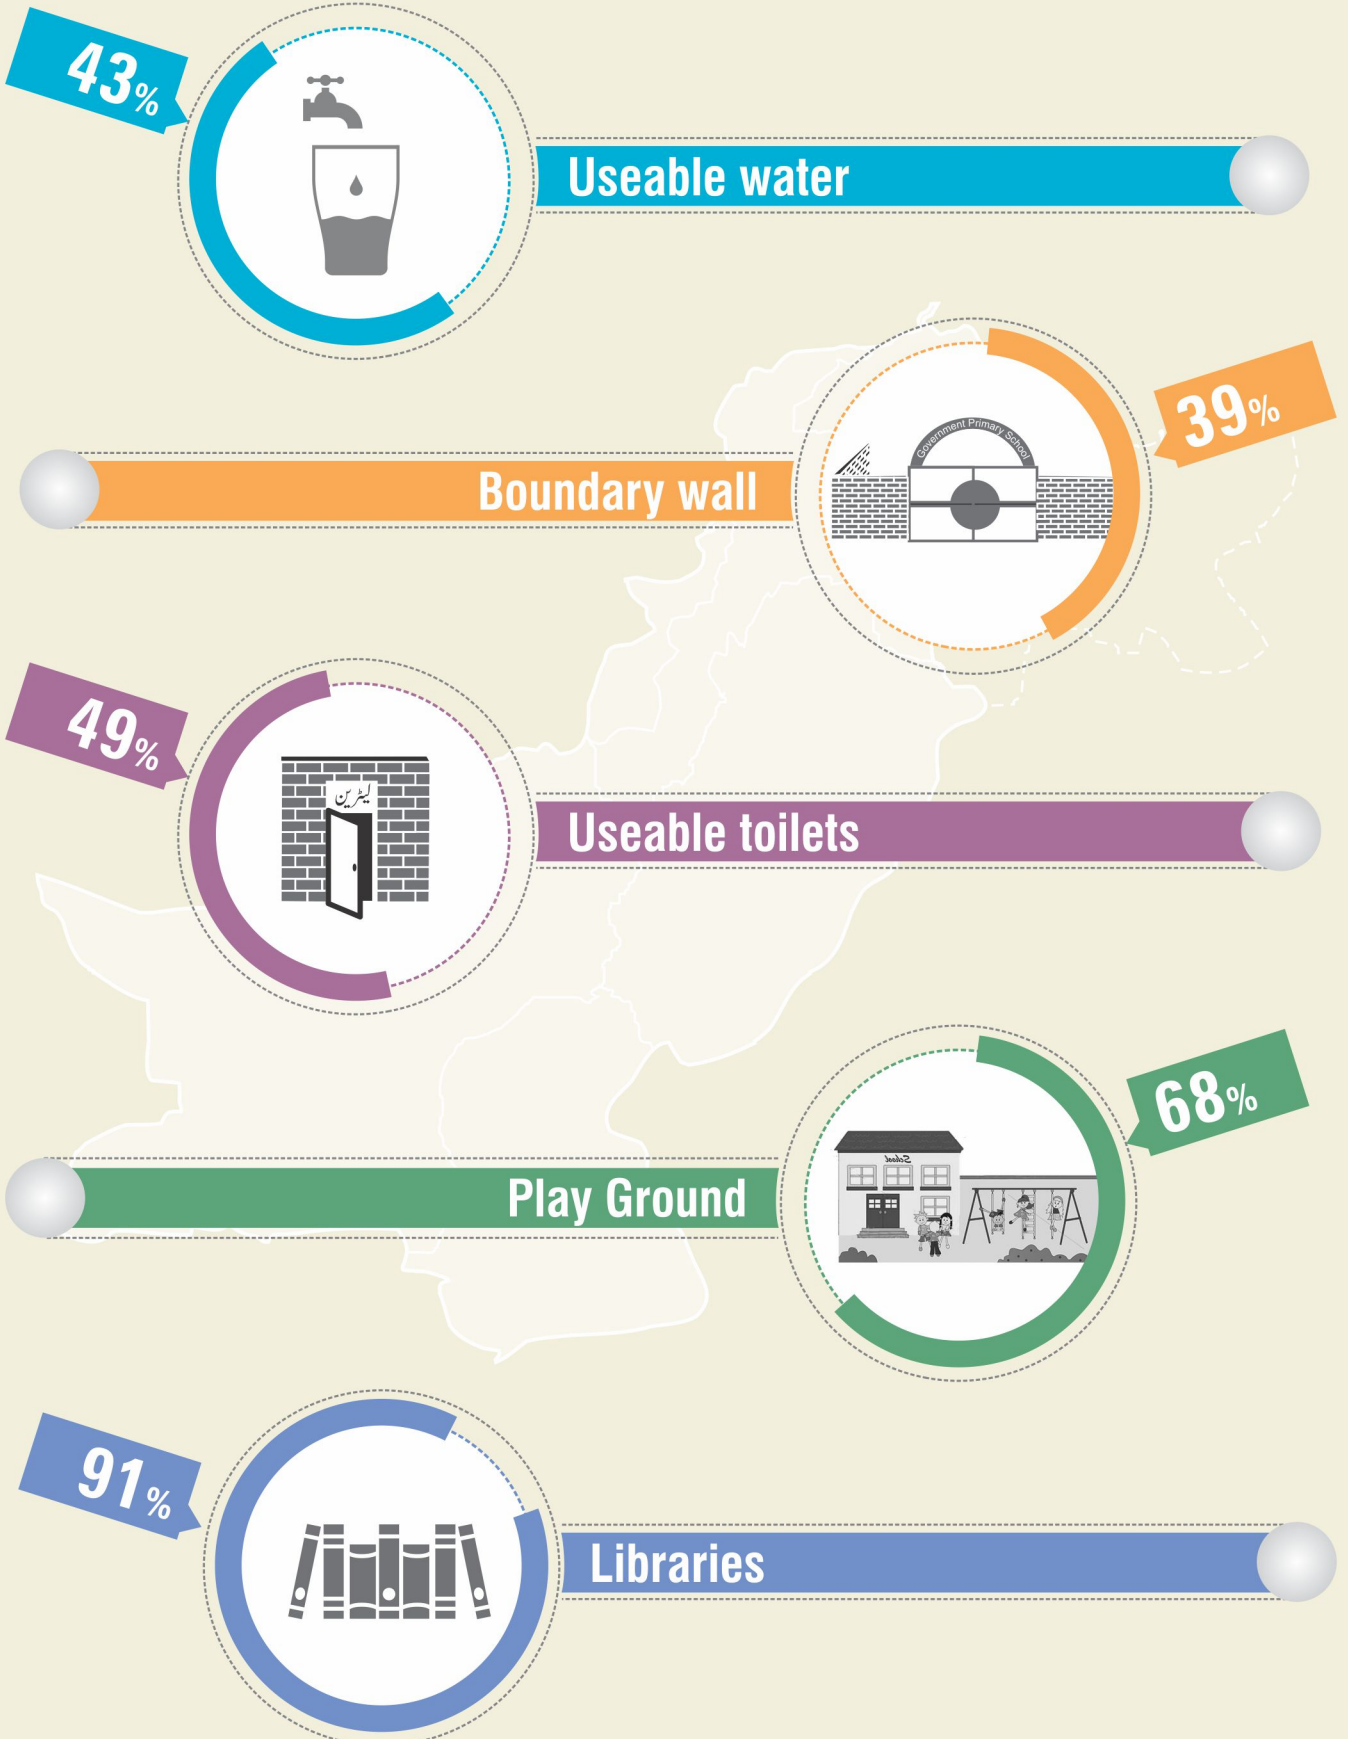 43%
Useable water
Government Primary School
39%
Boundary wall
49%
لیٹرین
Useable toilets
68%
School
Play Ground
91%
Libraries